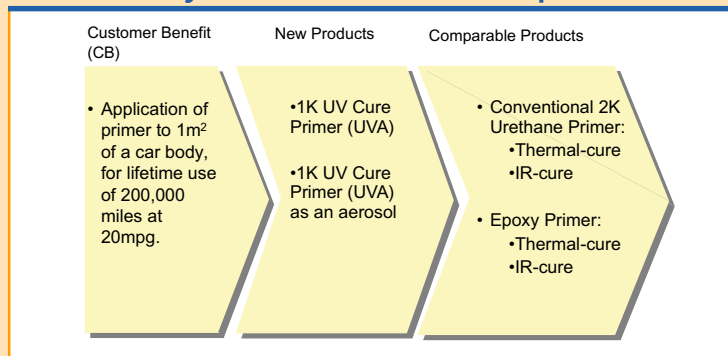 Customer Benefit
(CB)
New Products
Comparable Products
• Application of
primer to 1m²
of a car body,
for lifetime use
of 200,000
miles at
20mpg.
•1K UV Cure
Primer (UVA)
•1K UV Cure
Primer (UVA)
as an aerosol
• Conventional 2K
Urethane Primer:
•Thermal-cure
•IR-cure
• Epoxy Primer:
•Thermal-cure
•IR-cure